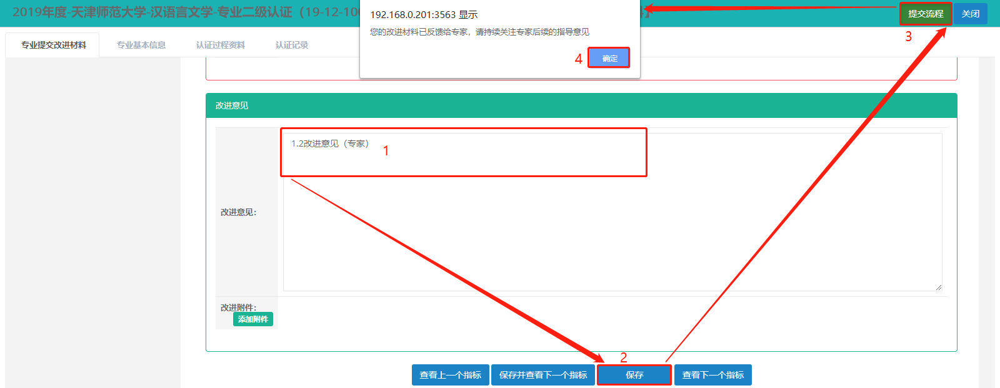 2019年度-天津师范大学-汉语言文学-专业二级认证（19-12-10
192.168.0.201:3563 显示
您的改进材料已反馈给专家，请持续关注专家后续的指导意见
4
确定
提交流程
关闭
3
专业提交改进材料
专业基本信息
认证过程资料
认证记录
改进意见
1.2改进意见（专家）
1
改进意见：
改进附件：
添加附件
2
查看上一个指标
保存并查看下一个指标
保存
查看下一个指标